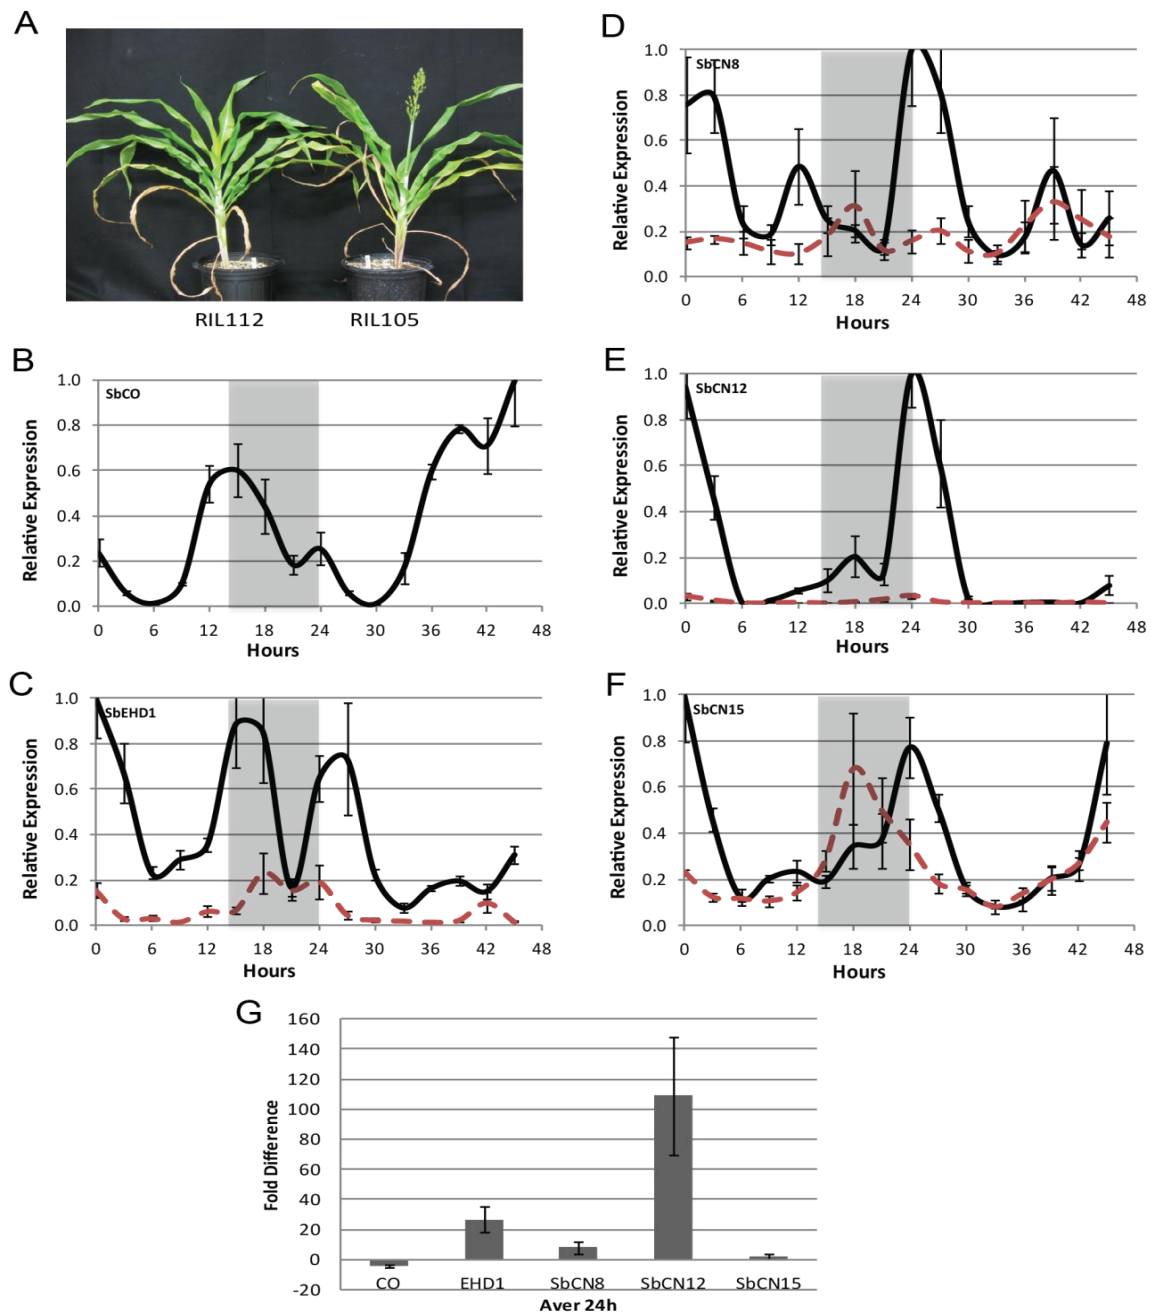 A
RIL112 RIL105
B
SbCO
Relative Expression
1.0
0.8
0.6
0.4
0.2
0.0
0 6 12 18 24 30 36 42 48
Hours
C
SbEHD1
Relative Expression
1.0
0.8
0.6
0.4
0.2
0.0
0 6 12 18 24 30 36 42 48
Hours
D
SbCN8
Relative Expression
1.0
0.8
0.6
0.4
0.2
0.0
0 6 12 18 24 30 36 42 48
Hours
E
SbCN12
Relative Expression
1.0
0.8
0.6
0.4
0.2
0.0
0 6 12 18 24 30 36 42 48
Hours
F
SbCN15
Relative Expression
1.0
0.8
0.6
0.4
0.2
0.0
0 6 12 18 24 30 36 42 48
Hours
G
Fold Difference
160
140
120
100
80
60
40
20
0
-20
CO EHD1 SbCN8 SbCN12 SbCN15
Aver 24h